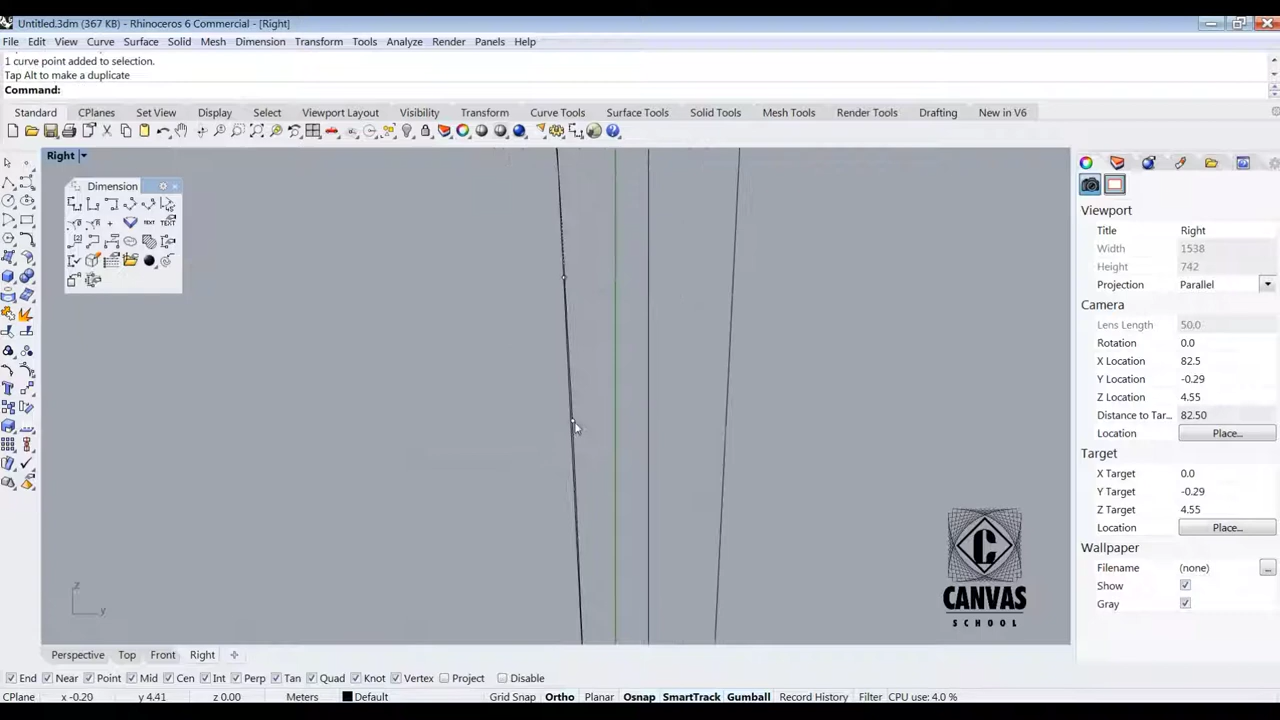 Untitled.3dm (367 KB) - Rhinoceros 6 Commercial - [Right]
File Edit View Curve Surface Solid Mesh Dimension Transform Tools Analyze Render Panels Help
1 curve point added to selection.
Tap Alt to make a duplicate
Command:
Standard CPlanes Set View Display Select Viewport Layout Visibility Transform Curve Tools Surface Tools Solid Tools Mesh Tools Render Tools Drafting New in V6
Right
Dimension
TEXT TEXT
Viewport
Title Right
Width 1538
Height 742
Projection Parallel
Camera
Lens Length 50.0
Rotation 0.0
X Location 82.5
Y Location -0.29
Z Location 4.55
Distance to Tar... 82.50
Location Place...
Target
X Target 0.0
Y Target -0.29
Z Target 4.55
Location Place...
Wallpaper
Filename (none) ...
Show
Gray
z
y
C
CANVAS
SCHOOL
Perspective Top Front Right
End Near Point Mid Cen Int Perp Tan Quad Knot Vertex Project Disable
CPlane x -0.20 y 4.41 z 0.00 Meters Default Grid Snap Ortho Planar Osnap SmartTrack Gumball Record History Filter CPU use: 4.0 %